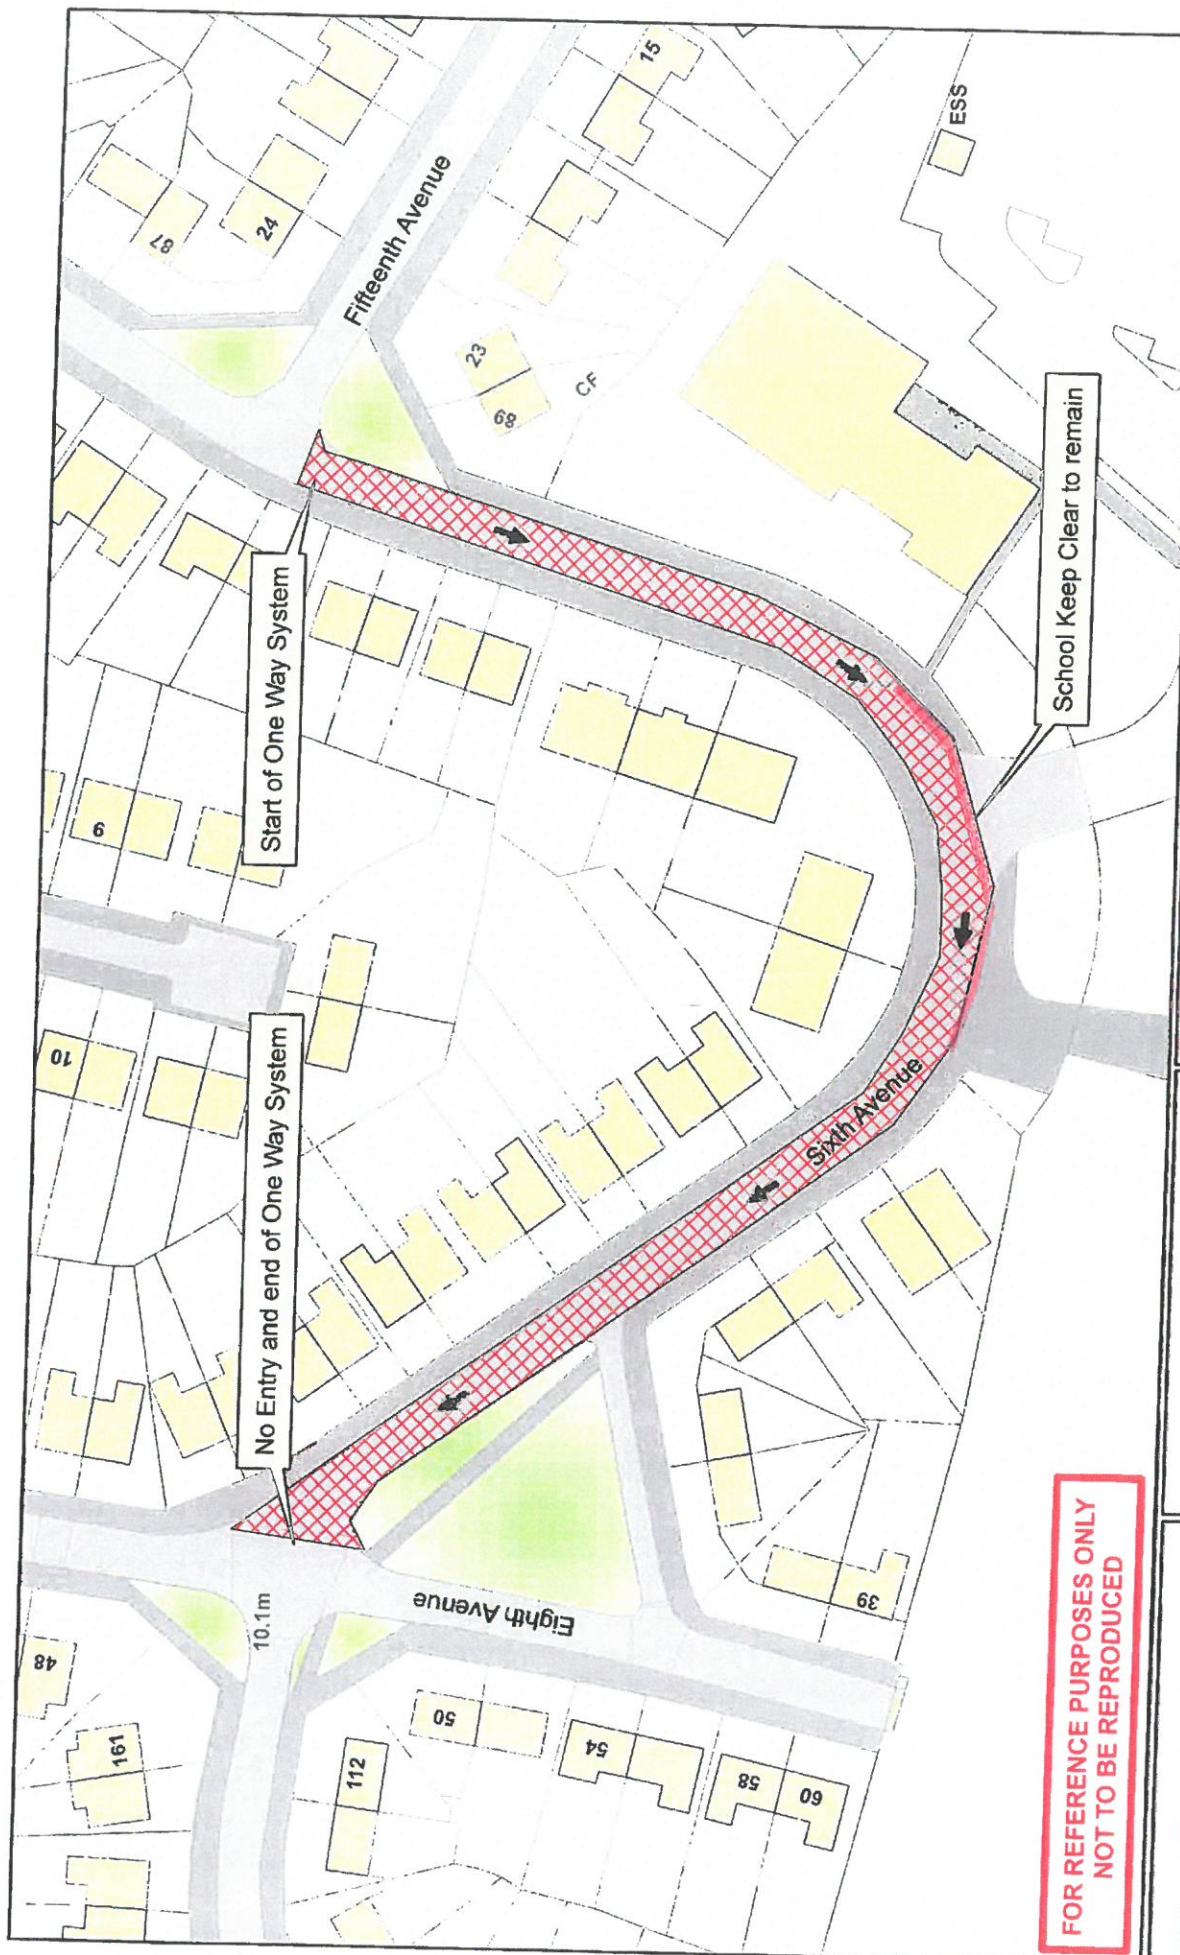 48
10
9
161
87
No Entry and end of One Way System
Start of One Way System
24
10.1m
112
Fifteenth Avenue
50
Eighth Avenue
23
89
54
CF
15
58
60
Sixth Avenue
39
ESS
School Keep Clear to remain
FOR REFERENCE PURPOSES ONLY
NOT TO BE REPRODUCED